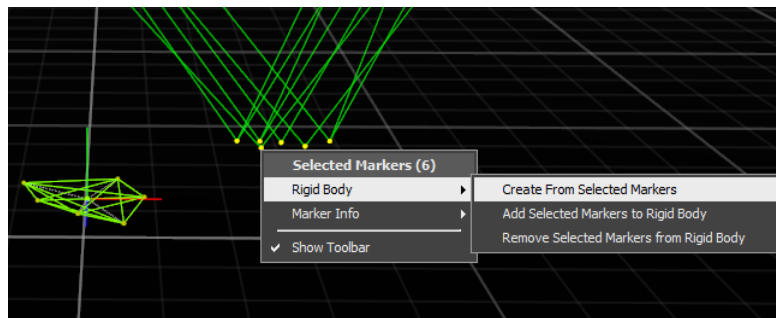 Selected Markers (6)
Rigid Body
Marker Info
Show Toolbar
Create From Selected Markers
Add Selected Markers to Rigid Body
Remove Selected Markers from Rigid Body